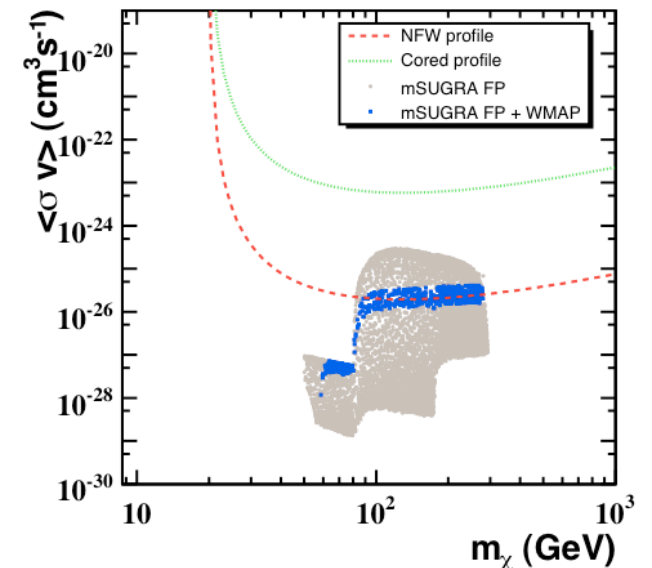 <σ v> (cm³s⁻¹)
10⁻²⁰
10⁻²²
10⁻²⁴
10⁻²⁶
10⁻²⁸
10⁻³⁰
NFW profile
Cored profile
mSUGRA FP
mSUGRA FP + WMAP
10 10² 10³
mχ (GeV)